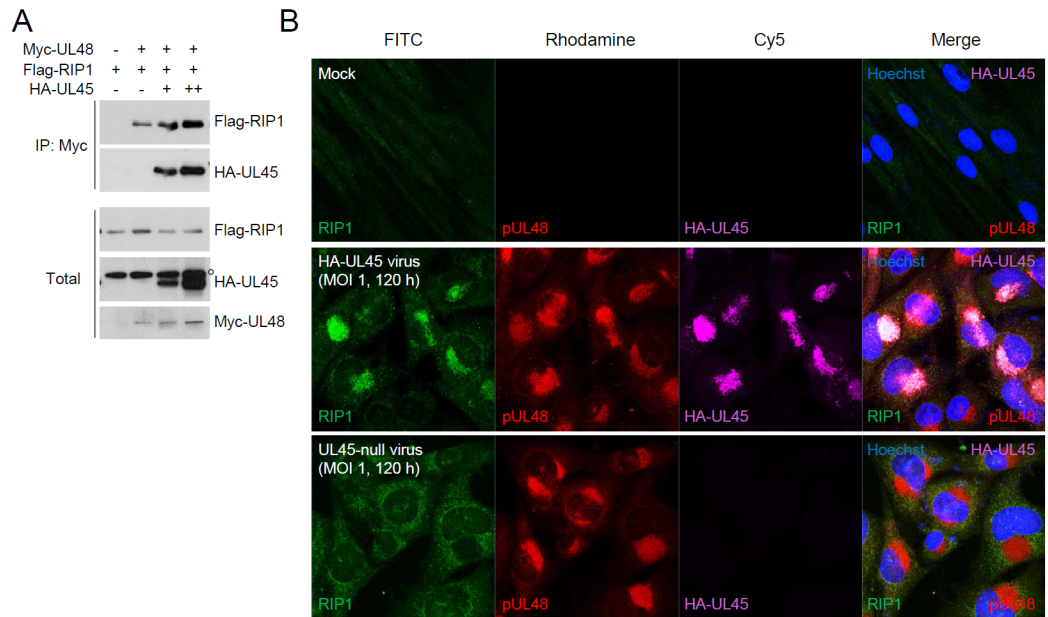 A
Myc-UL48 - + + +
Flag-RIP1 + + + +
HA-UL45 - - + ++
IP: Myc
Flag-RIP1
HA-UL45
Total
Flag-RIP1
HA-UL45
Myc-UL48
B
FITC Rhodamine Cy5 Merge
Mock
Hoechst HA-UL45
RIP1 pUL48 HA-UL45 RIP1 pUL48
HA-UL45 virus
(MOI 1, 120 h)
Hoechst HA-UL45
RIP1 pUL48 HA-UL45 RIP1 pUL48
UL45-null virus
(MOI 1, 120 h)
Hoechst HA-UL45
RIP1 pUL48 HA-UL45 RIP1 pUL48